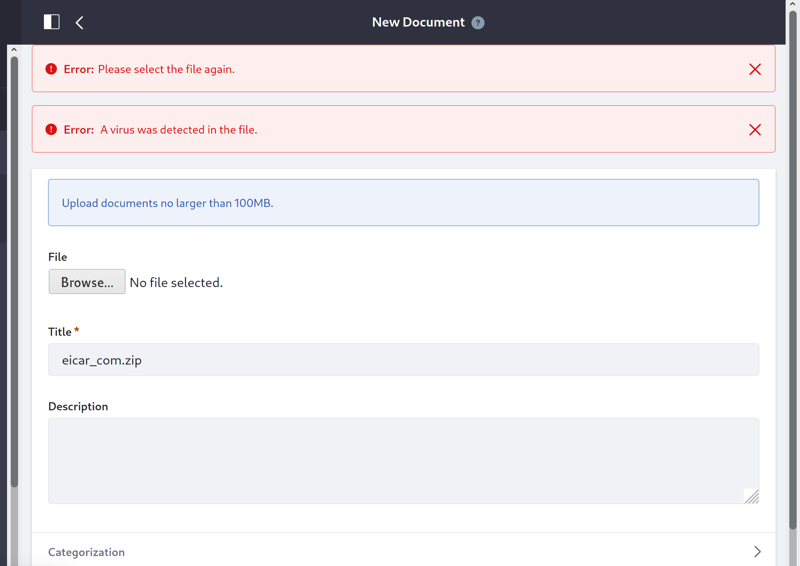 New Document ?
Error: Please select the file again.
Error: A virus was detected in the file.
Upload documents no larger than 100MB.
File
Browse... No file selected.
Title *
eicar_com.zip
Description
Categorization